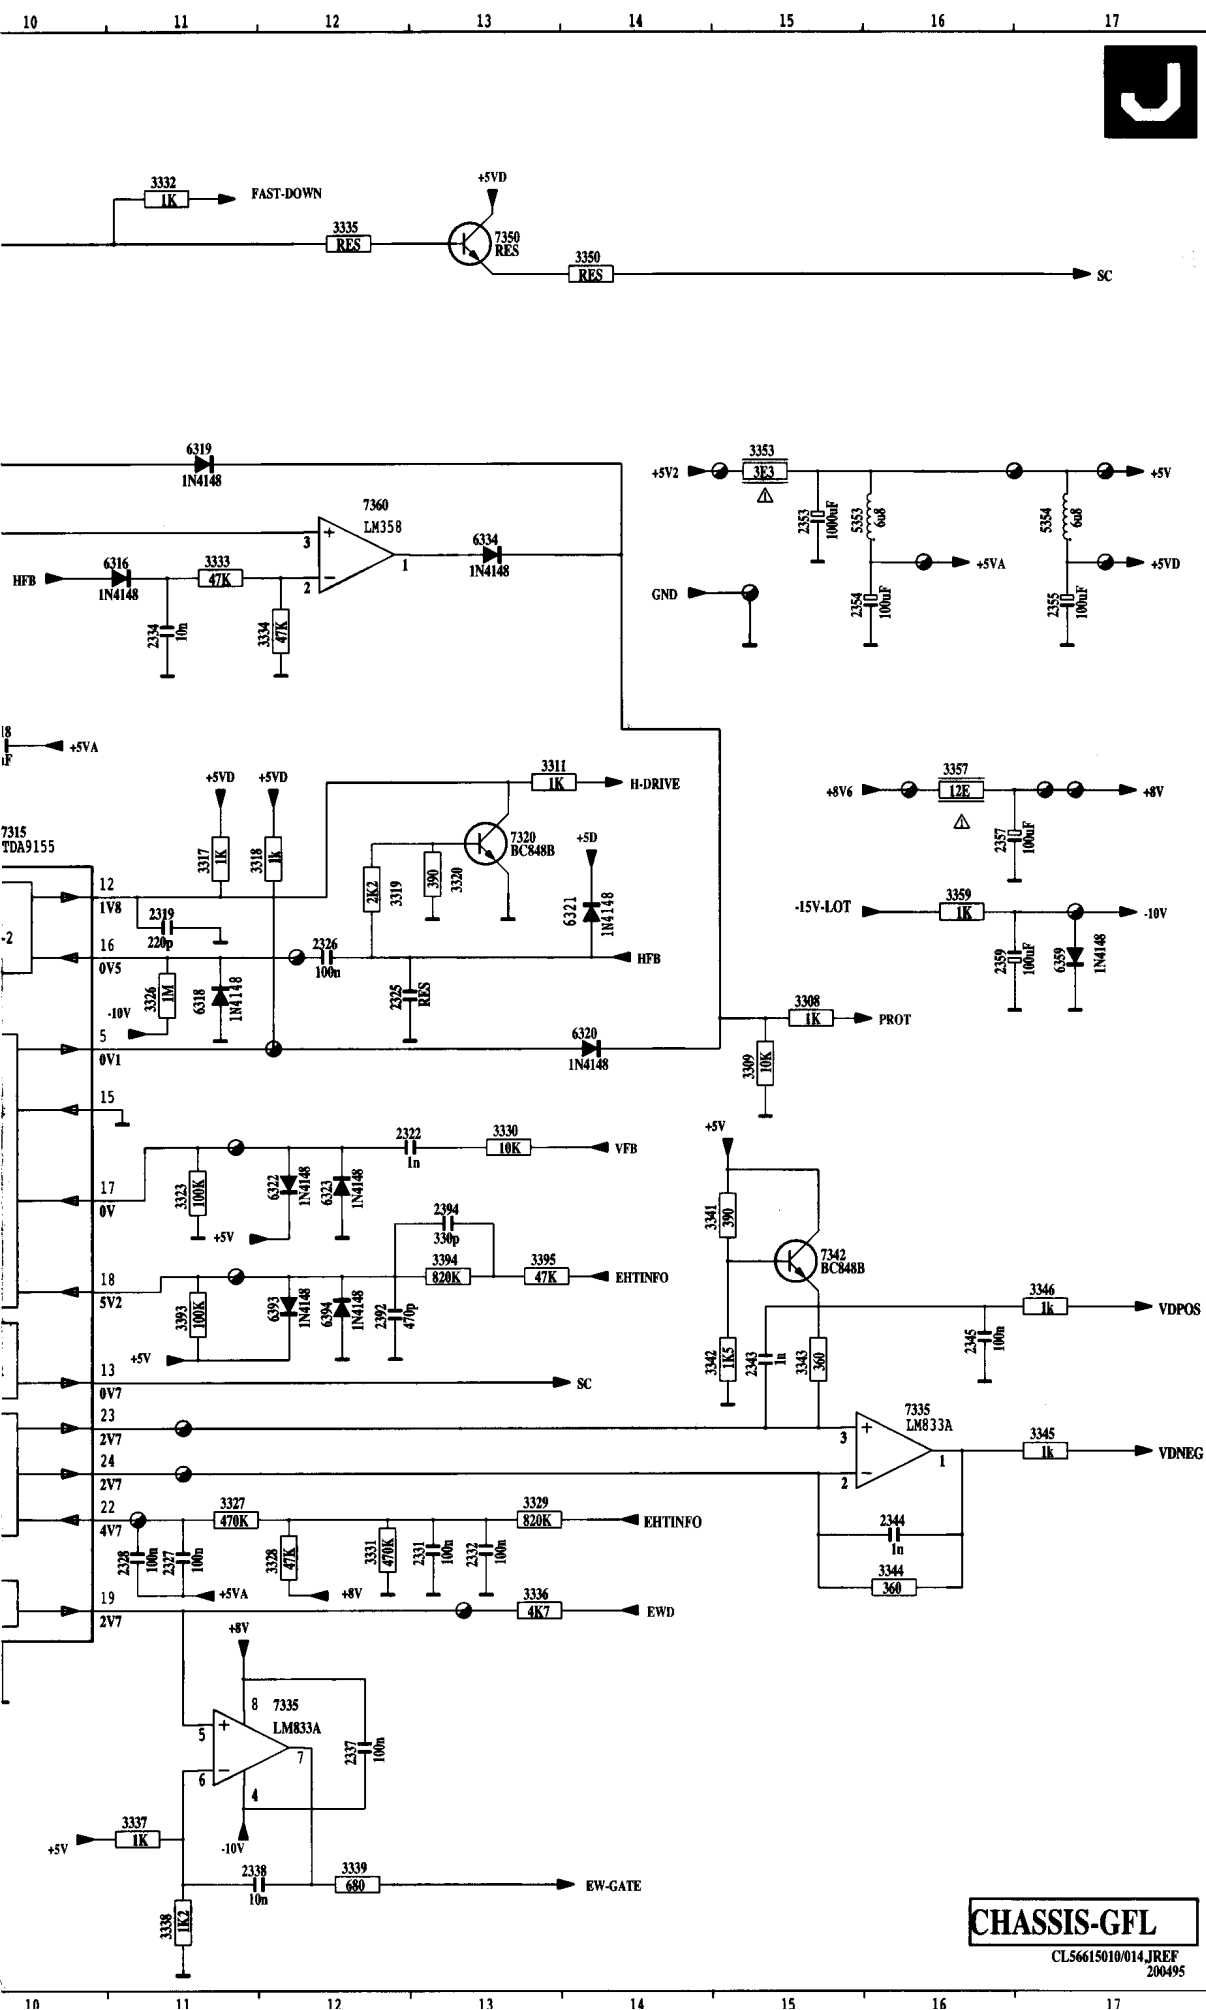 10 11 12 13 14 15 16 17
J
3332
1K
FAST-DOWN
+5VD
3335
RES
7350
RES
3350
RES
SC
6319
1N4148
+5V2
3353
3E3
+5V
7360
LM358
3
2
1
6334
1N4148
2353
1000uF
5353
6u8
5354
6u8
HFB
6316
1N4148
3333
47K
+5VA
+5VD
GND
2334
10n
3334
47K
2354
100uF
2355
100uF
+5VA
+5VD
+5VD
3311
1K
H-DRIVE
+8V6
3357
12E
+8V
7315
TDA9155
3317
1K
3318
1k
7320
BC848B
+5D
2357
100uF
2K2
3319
390
3320
12
1V8
6321
1N4148
-15V-LOT
3359
1K
-10V
2319
220p
-2
16
0V5
2326
100n
HFB
2359
100uF
6359
1N4148
3326
1M
6318
1N4148
2325
RES
-10V
3308
1K
PROT
5
0V1
6320
1N4148
3309
10K
15
2322
1n
3330
10K
VFB
+5V
17
0V
3323
100K
6322
1N4148
6323
1N4148
+5V
3341
390
2394
330p
7342
BC848B
3394
820K
3395
47K
EHTINFO
18
5V2
3393
100K
6393
1N4148
6394
1N4148
2392
470p
3346
1k
VDPOS
2345
100n
+5V
3342
1K5
2343
1n
3343
360
13
0V7
SC
23
2V7
7335
LM833A
3
2
1
3345
1k
VDNEG
24
2V7
22
4V7
3327
470K
3329
820K
EHTINFO
2344
1n
2328
100n
2327
100n
3328
47K
3331
470K
2331
100n
2332
100n
3344
360
+5VA
+8V
19
2V7
3336
4K7
EWD
+8V
8
7335
LM833A
5
6
7
4
2337
100n
+5V
3337
1K
-10V
2338
10n
3339
680
EW-GATE
3338
1K2
CHASSIS-GFL
CL56615010/014.JREF
200495
10 11 12 13 14 15 16 17